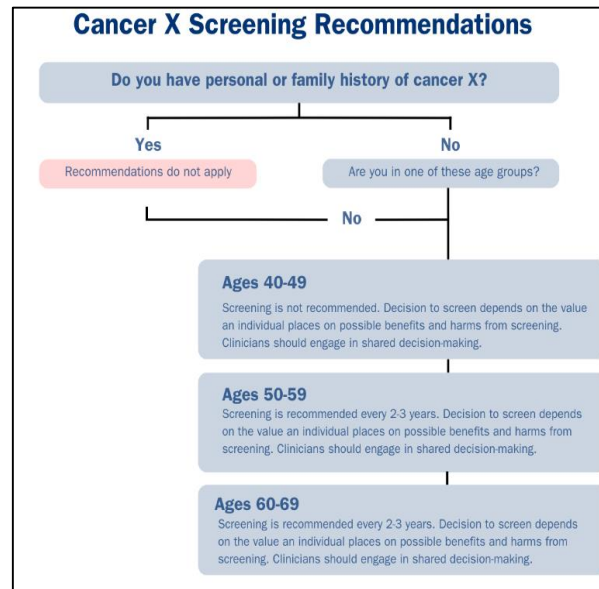 Cancer X Screening Recommendations
Do you have personal or family history of cancer X?
Yes
No
Recommendations do not apply
Are you in one of these age groups?
No
Ages 40-49
Screening is not recommended. Decision to screen depends on the value
an individual places on possible benefits and harms from screening.
Clinicians should engage in shared decision-making.
Ages 50-59
Screening is recommended every 2-3 years. Decision to screen depends
on the value an individual places on possible benefits and harms from
screening. Clinicians should engage in shared decision-making.
Ages 60-69
Screening is recommended every 2-3 years. Decision to screen depends
on the value an individual places on possible benefits and harms from
screening. Clinicians should engage in shared decision-making.